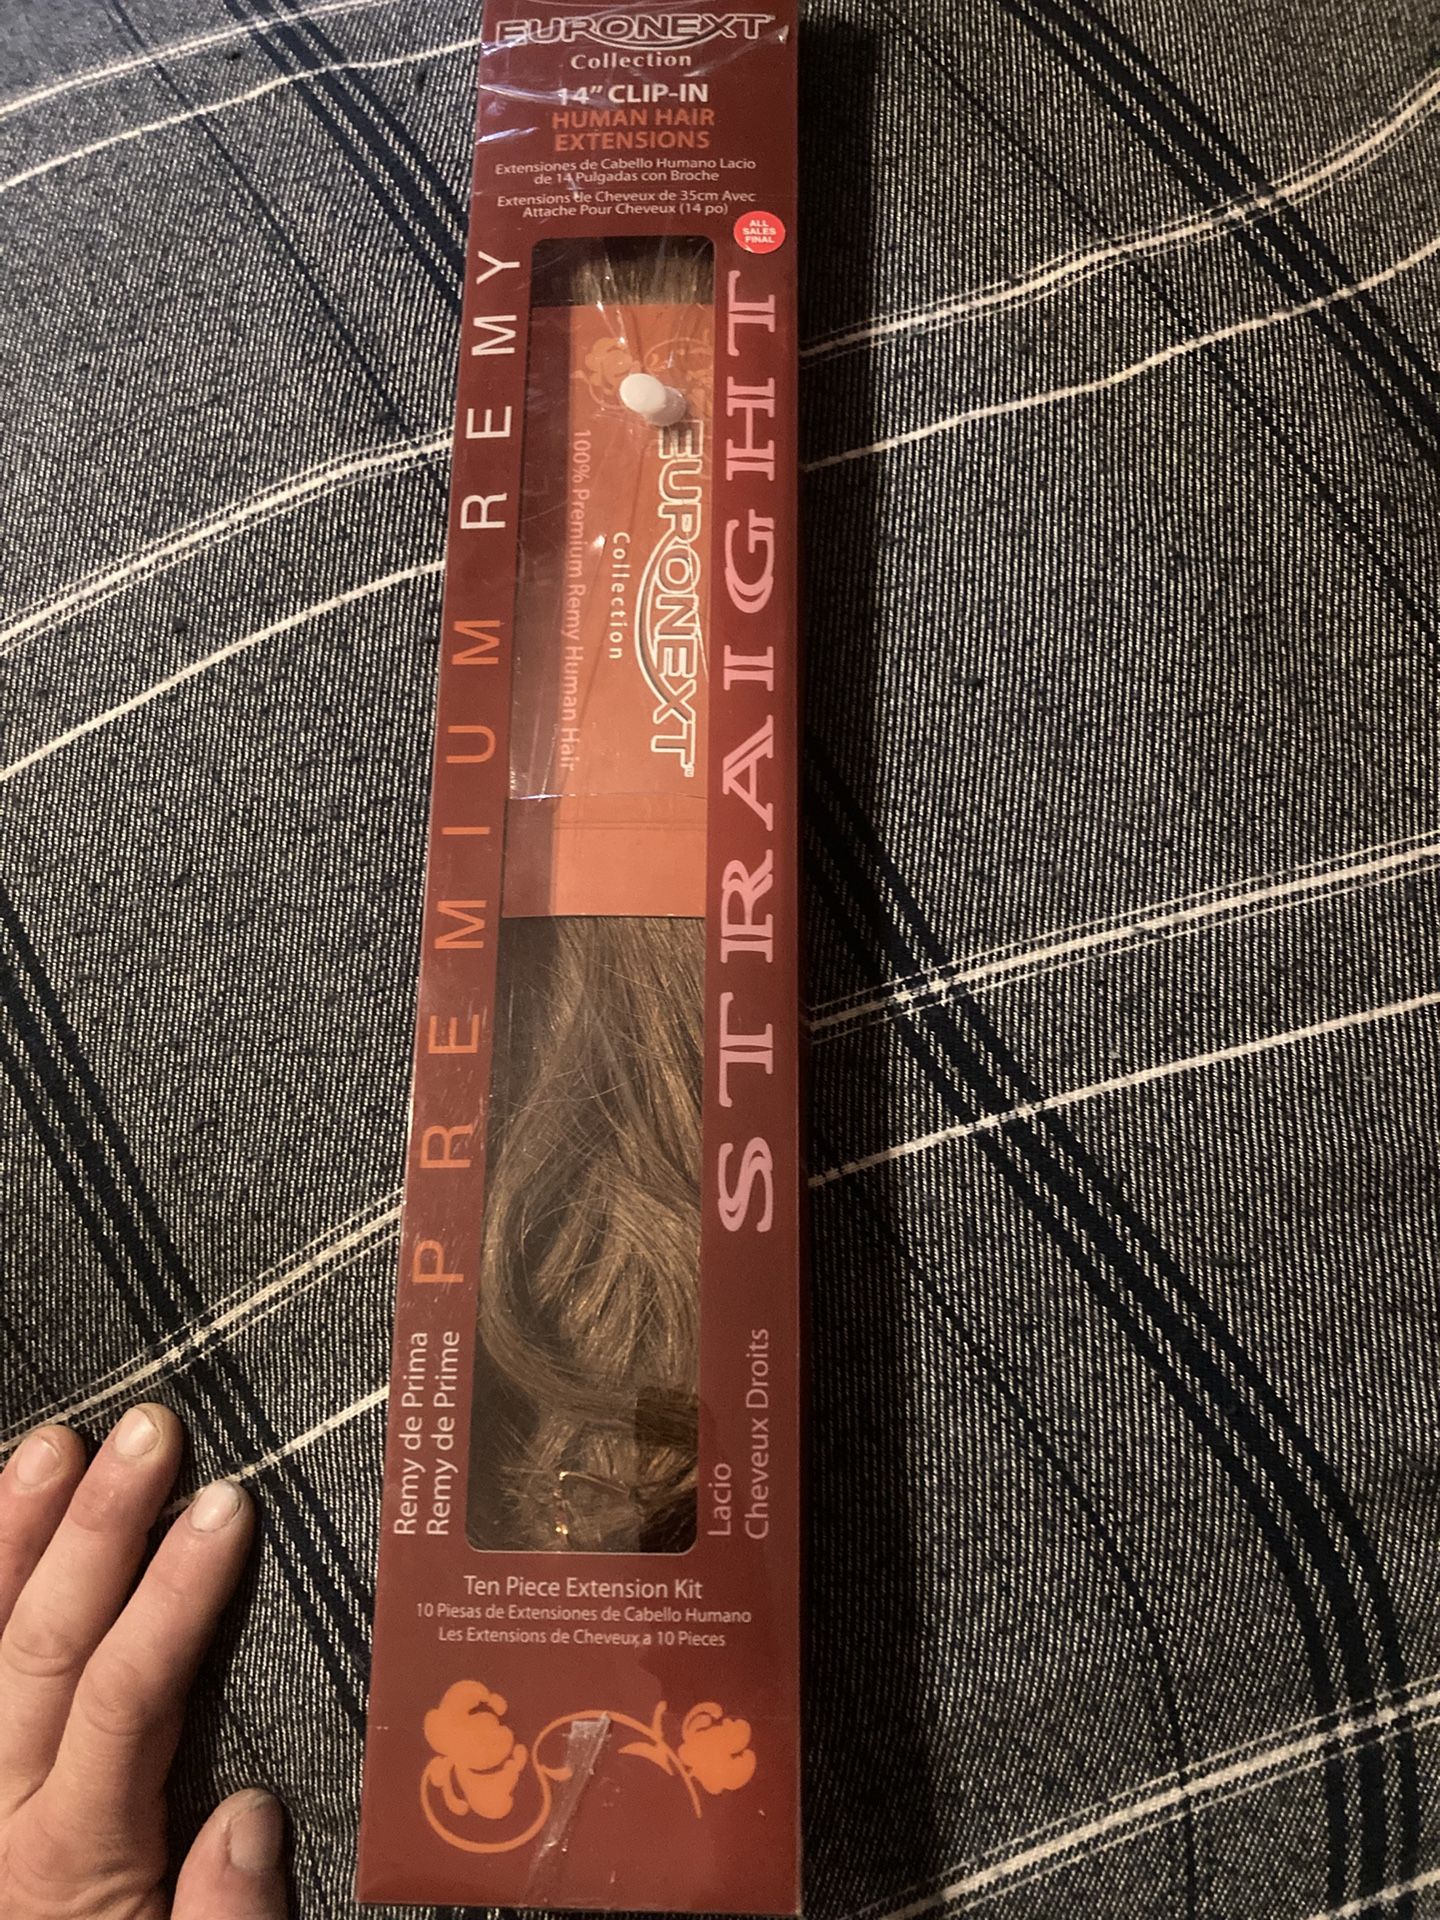 EURONEXT
Collection
14" CLIP-IN
HUMAN HAIR
EXTENSIONS
Extensiones de Cabello Humano Lacio
de 14 Pulgadas con Broche
Extensions de Cheveux de 35cm Avec
Attache Pour Cheveux (14 po)
ALL
SALES
FINAL
PREMIUM REMY
Remy de Prima
Remy de Prime
EURONEXT
Collection
100% Premium Remy Human Hair
STRAIGHT
Lacio
Cheveux Droits
Ten Piece Extension Kit
10 Piesas de Extensiones de Cabello Humano
Les Extensions de Cheveux a 10 Pieces